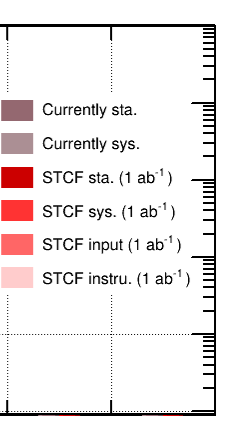 Currently sta.
Currently sys.
STCF sta. (1 ab⁻¹)
STCF sys. (1 ab⁻¹)
STCF input (1 ab⁻¹)
STCF instru. (1 ab⁻¹)